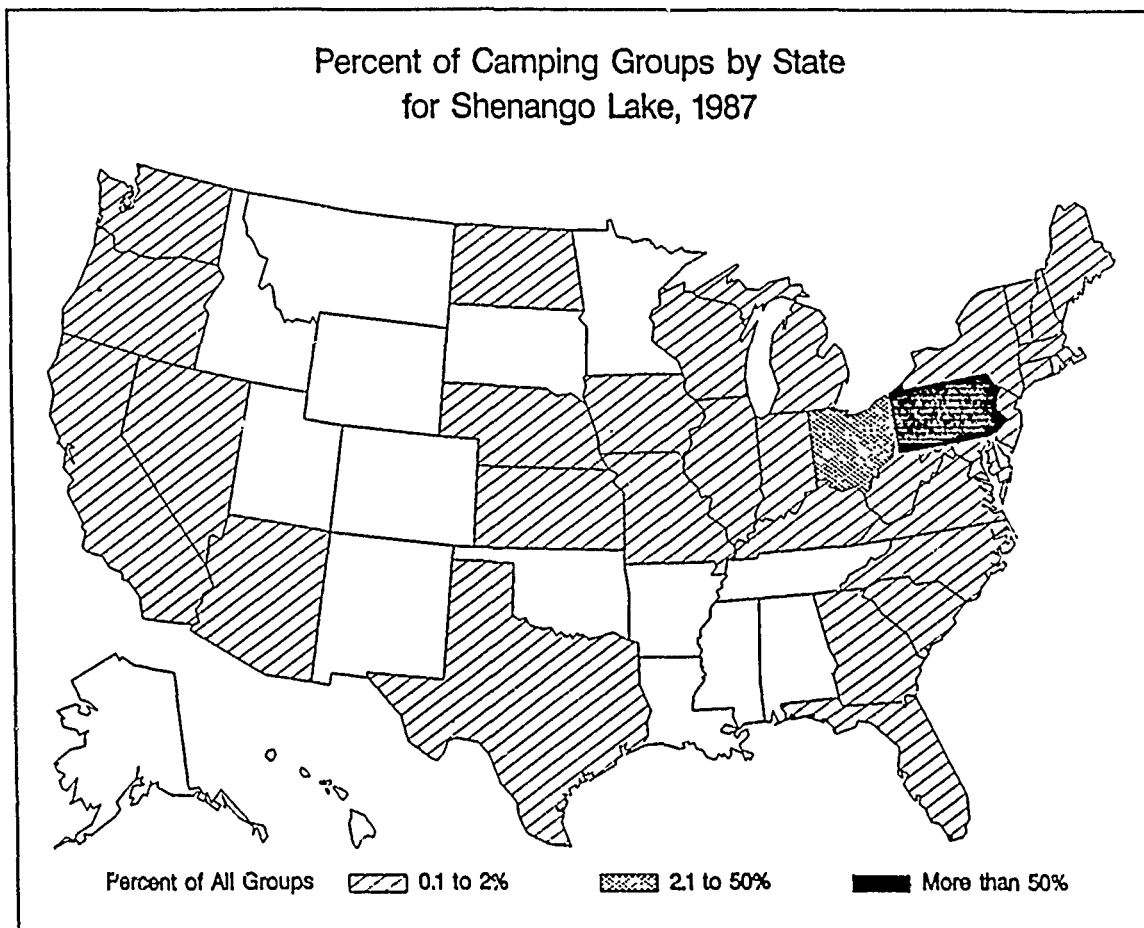 Percent of Camping Groups by State
for Shenango Lake, 1987
Percent of All Groups 0.1 to 2% 2.1 to 50% More than 50%